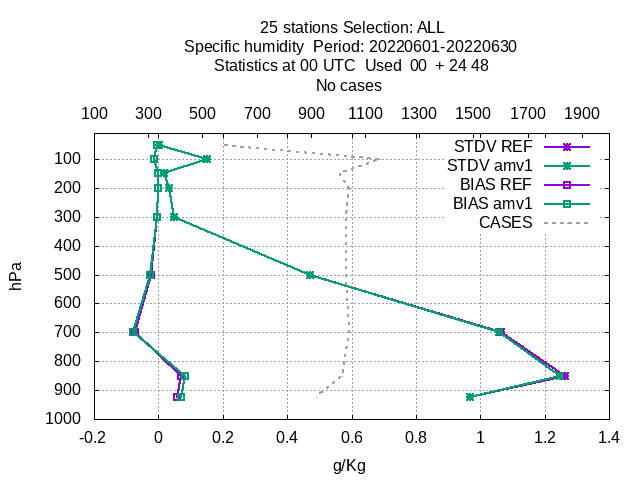 25 stations Selection: ALL
Specific humidity  Period: 20220601-20220630
Statistics at 00 UTC  Used  00  + 24 48
No cases
100 300 500 700 900 1100 1300 1500 1700 1900
STDV REF
STDV amv1
BIAS REF
BIAS amv1
CASES
100
200
300
400
500
600
700
800
900
1000
hPa
-0.2 0 0.2 0.4 0.6 0.8 1 1.2 1.4
g/Kg